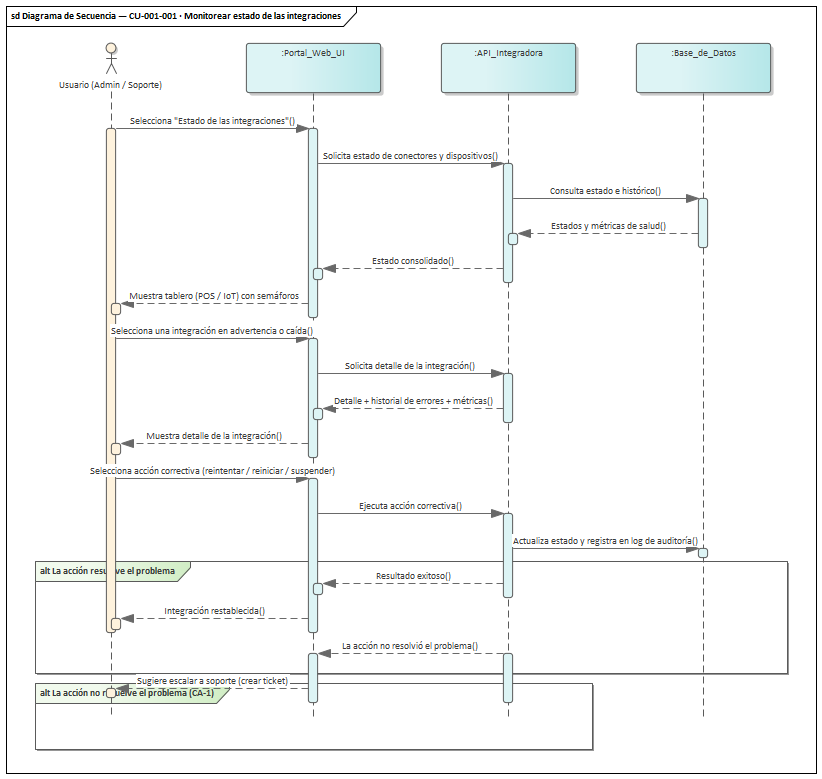 sd Diagrama de Secuencia — CU-001-001 · Monitorear estado de las integraciones
:Portal_Web_UI
:API_Integradora
:Base_de_Datos
Usuario (Admin / Soporte)
Selecciona "Estado de las integraciones"()
Solicita estado de conectores y dispositivos()
Consulta estado e histórico()
Estados y métricas de salud()
Estado consolidado()
Muestra tablero (POS / IoT) con semáforos
Selecciona una integración en advertencia o caída()
Solicita detalle de la integración()
Detalle + historial de errores + métricas()
Muestra detalle de la integración()
Selecciona acción correctiva (reintentar / reiniciar / suspender)
Ejecuta acción correctiva()
Actualiza estado y registra en log de auditoría()
alt La acción resuelve el problema
Resultado exitoso()
Integración restablecida()
La acción no resolvió el problema()
Sugiere escalar a soporte (crear ticket)
alt La acción no resuelve el problema (CA-1)